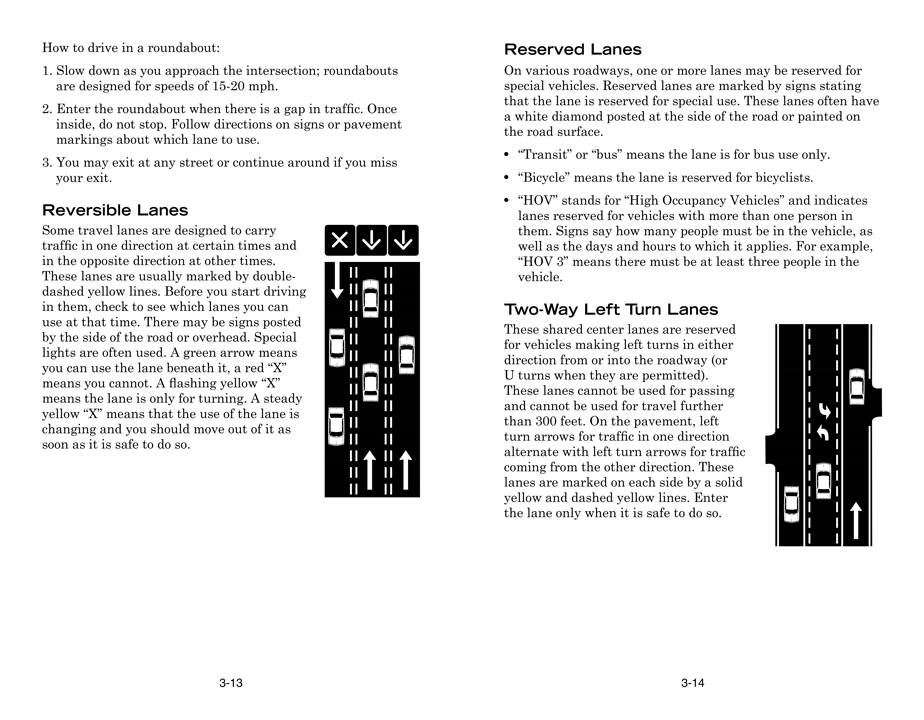 How to drive in a roundabout:
1. Slow down as you approach the intersection; roundabouts
are designed for speeds of 15-20 mph.
2. Enter the roundabout when there is a gap in traffic. Once
inside, do not stop. Follow directions on signs or pavement
markings about which lane to use.
3. You may exit at any street or continue around if you miss
your exit.
Reversible Lanes
Some travel lanes are designed to carry
traffic in one direction at certain times and
in the opposite direction at other times.
These lanes are usually marked by double-
dashed yellow lines. Before you start driving
in them, check to see which lanes you can
use at that time. There may be signs posted
by the side of the road or overhead. Special
lights are often used. A green arrow means
you can use the lane beneath it, a red “X”
means you cannot. A flashing yellow “X”
means the lane is only for turning. A steady
yellow “X” means that the use of the lane is
changing and you should move out of it as
soon as it is safe to do so.
3-13
Reserved Lanes
On various roadways, one or more lanes may be reserved for
special vehicles. Reserved lanes are marked by signs stating
that the lane is reserved for special use. These lanes often have
a white diamond posted at the side of the road or painted on
the road surface.
• “Transit” or “bus” means the lane is for bus use only.
• “Bicycle” means the lane is reserved for bicyclists.
• “HOV” stands for “High Occupancy Vehicles” and indicates
lanes reserved for vehicles with more than one person in
them. Signs say how many people must be in the vehicle, as
well as the days and hours to which it applies. For example,
“HOV 3” means there must be at least three people in the
vehicle.
Two-Way Left Turn Lanes
These shared center lanes are reserved
for vehicles making left turns in either
direction from or into the roadway (or
U turns when they are permitted).
These lanes cannot be used for passing
and cannot be used for travel further
than 300 feet. On the pavement, left
turn arrows for traffic in one direction
alternate with left turn arrows for traffic
coming from the other direction. These
lanes are marked on each side by a solid
yellow and dashed yellow lines. Enter
the lane only when it is safe to do so.
3-14